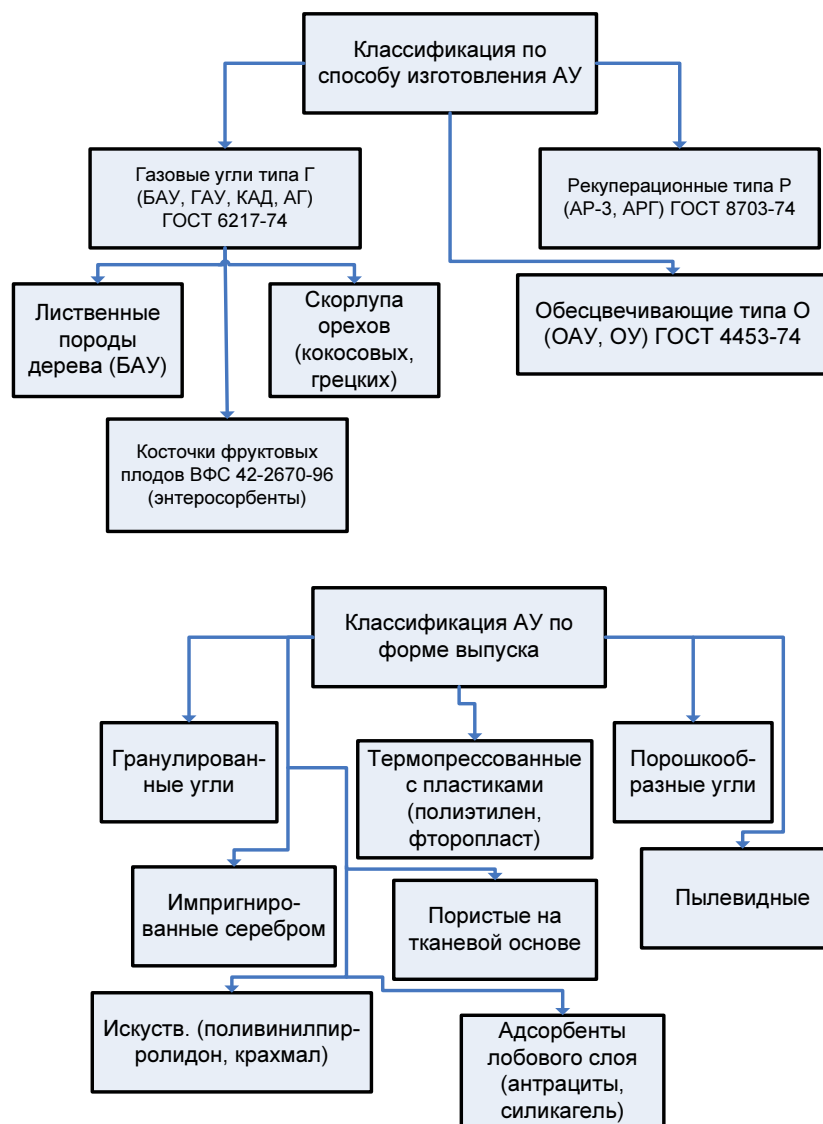 Классификация по
способу изготовления АУ
Газовые угли типа Г
(БАУ, ГАУ, КАД, АГ)
ГОСТ 6217-74
Рекуперационные типа Р
(АР-3, АРГ) ГОСТ 8703-74
Лиственные
породы
дерева (БАУ)
Скорлупа
орехов
(кокосовых,
грецких)
Обесцвечивающие типа О
(ОАУ, ОУ) ГОСТ 4453-74
Косточки фруктовых
плодов ВФС 42-2670-96
(энтеросорбенты)
Классификация АУ по
форме выпуска
Гранулирован-
ные угли
Термопрессованные
с пластиками
(полиэтилен,
фторопласт)
Порошкооб-
разные угли
Импригниро-
ванные серебром
Пористые на
тканевой основе
Пылевидные
Искуств. (поливинилпир-
ролидон, крахмал)
Адсорбенты
лобового слоя
(антрациты,
силикагель)